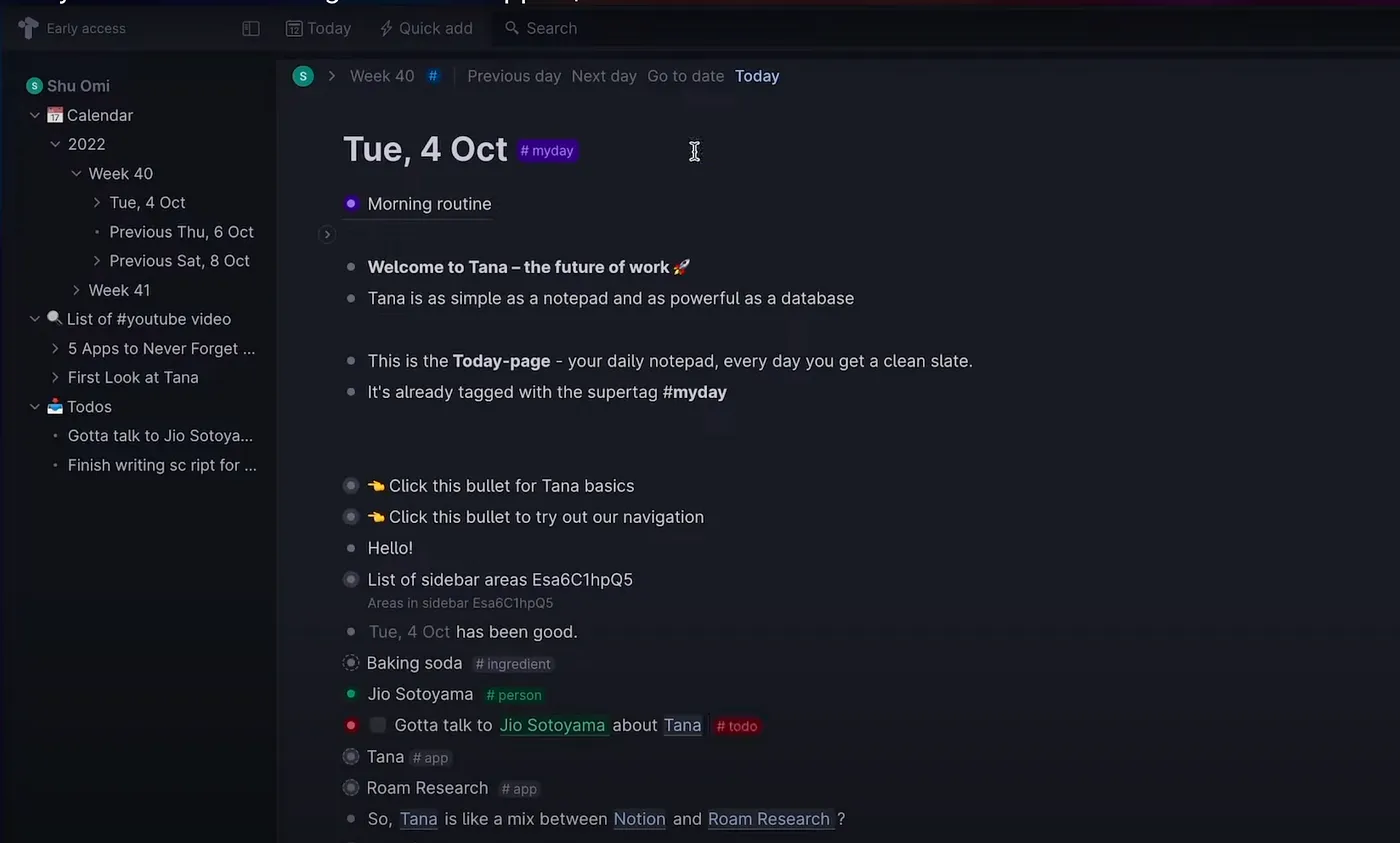 Early access
Today
Quick add
Search
S Shu Omi
Calendar
2022
Week 40
Tue, 4 Oct
Previous Thu, 6 Oct
Previous Sat, 8 Oct
Week 41
List of #youtube video
5 Apps to Never Forget ...
First Look at Tana
Todos
Gotta talk to Jio Sotoya...
Finish writing sc ript for ...
S > Week 40 # Previous day Next day Go to date Today
Tue, 4 Oct # myday
Morning routine
Welcome to Tana – the future of work 🚀
Tana is as simple as a notepad and as powerful as a database
This is the Today-page - your daily notepad, every day you get a clean slate.
It's already tagged with the supertag #myday
👈 Click this bullet for Tana basics
👈 Click this bullet to try out our navigation
Hello!
List of sidebar areas Esa6C1hpQ5
Areas in sidebar Esa6C1hpQ5
Tue, 4 Oct has been good.
Baking soda # ingredient
Jio Sotoyama # person
Gotta talk to Jio Sotoyama about Tana # todo
Tana # app
Roam Research # app
So, Tana is like a mix between Notion and Roam Research ?